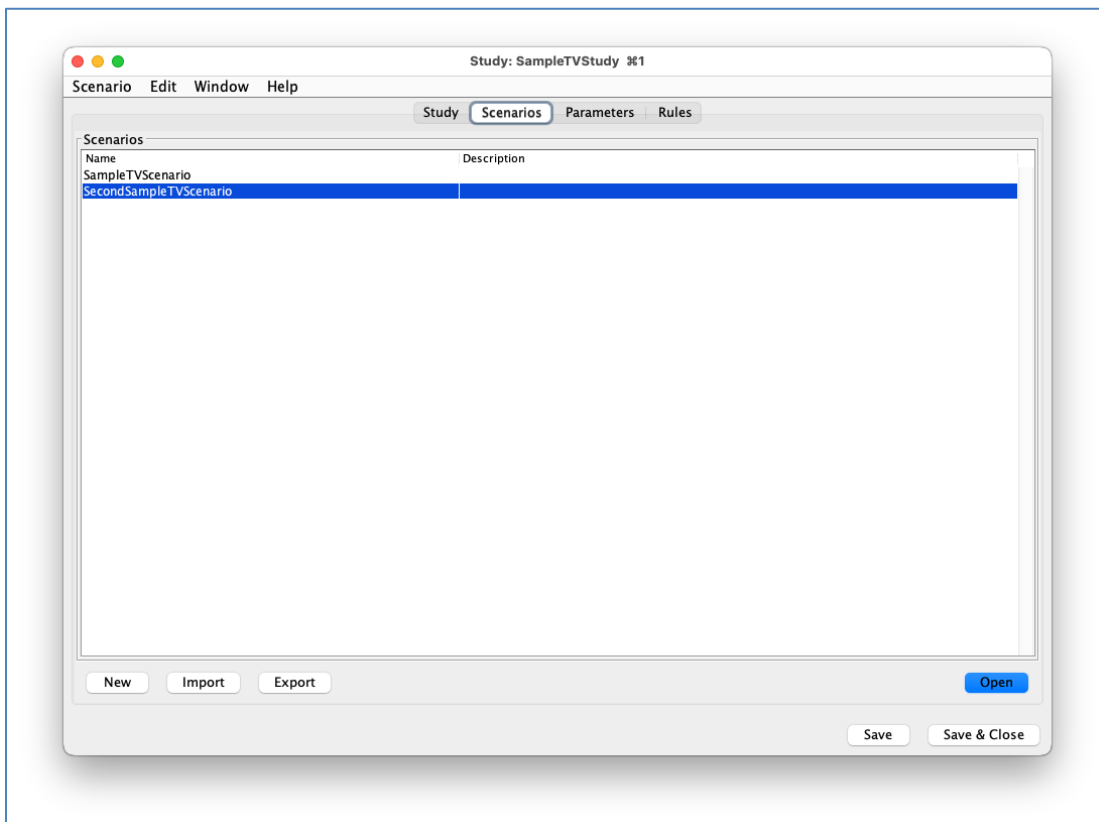 Study: SampleTVStudy ⌘1
Scenario Edit Window Help
Study Scenarios Parameters Rules
Scenarios
Name Description
SampleTVScenario
SecondSampleTVScenario
New Import Export Open
Save Save & Close